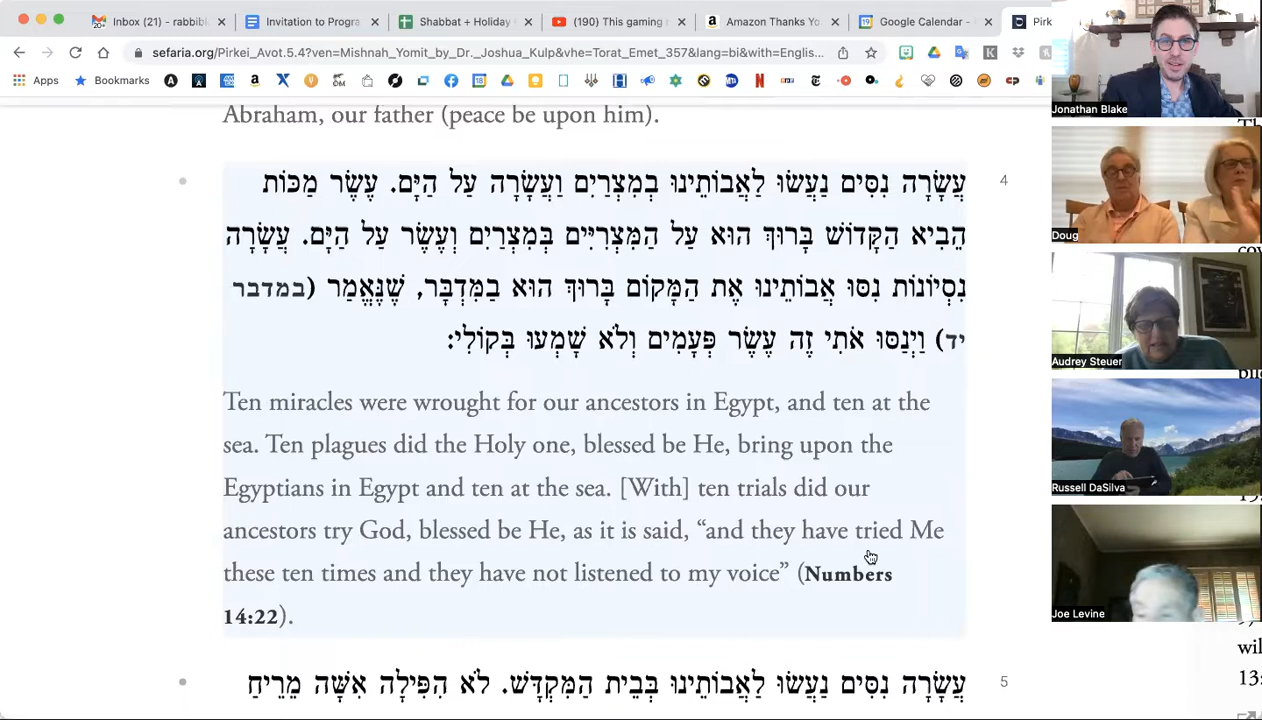 Inbox (21) - rabbibl
Invitation to Progra
Shabbat + Holiday
(190) This gaming
Amazon Thanks Yo
Google Calendar -
Pirk
sefaria.org/Pirkei_Avot.5.4?ven=Mishnah_Yomit_by_Dr._Joshua_Kulp&vhe=Torat_Emet_357&lang=bi&with=Englis...
Apps
Bookmarks
Abraham, our father (peace be upon him).
4
עֲשָׂרָה נִסִּים נַעֲשׂוּ לַאֲבוֹתֵינוּ בְמִצְרַיִם וַעֲשָׂרָה עַל הַיָּם. עֶשֶׂר מַכּוֹת
הֵבִיא הַקָּדוֹשׁ בָּרוּךְ הוּא עַל הַמִּצְרִיִּים בְּמִצְרַיִם וְעֶשֶׂר עַל הַיָּם. עֲשָׂרָה
נִסְיוֹנוֹת נִסּוּ אֲבוֹתֵינוּ אֶת הַמָּקוֹם בָּרוּךְ הוּא בַמִּדְבָּר, שֶׁנֶּאֱמַר (במדבר
יד) וַיְנַסּוּ אֹתִי זֶה עֶשֶׂר פְּעָמִים וְלֹא שָׁמְעוּ בְּקוֹלִי:
Ten miracles were wrought for our ancestors in Egypt, and ten at the
sea. Ten plagues did the Holy one, blessed be He, bring upon the
Egyptians in Egypt and ten at the sea. [With] ten trials did our
ancestors try God, blessed be He, as it is said, “and they have tried Me
these ten times and they have not listened to my voice” (Numbers
14:22).
5
עֲשָׂרָה נִסִּים נַעֲשׂוּ לַאֲבוֹתֵינוּ בְּבֵית הַמִּקְדָּשׁ. לֹא הִפִּילָה אִשָּׁה מֵרֵיחַ
Jonathan Blake
Doug
Audrey Steuer
Russell DaSilva
Joe Levine
wil
13: